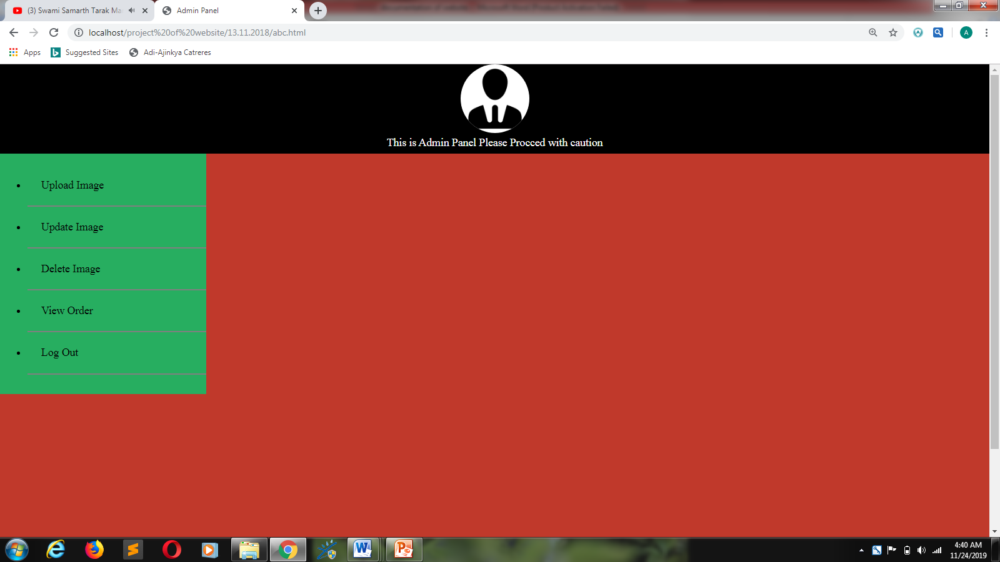 (3) Swami Samarth Tarak Ma
Admin Panel
localhost/project%20of%20website/13.11.2018/abc.html
A
Apps
Suggested Sites
Adi-Ajinkya Catreres
This is Admin Panel Please Procced with caution
Upload Image
Update Image
Delete Image
View Order
Log Out
4:40 AM
11/24/2019